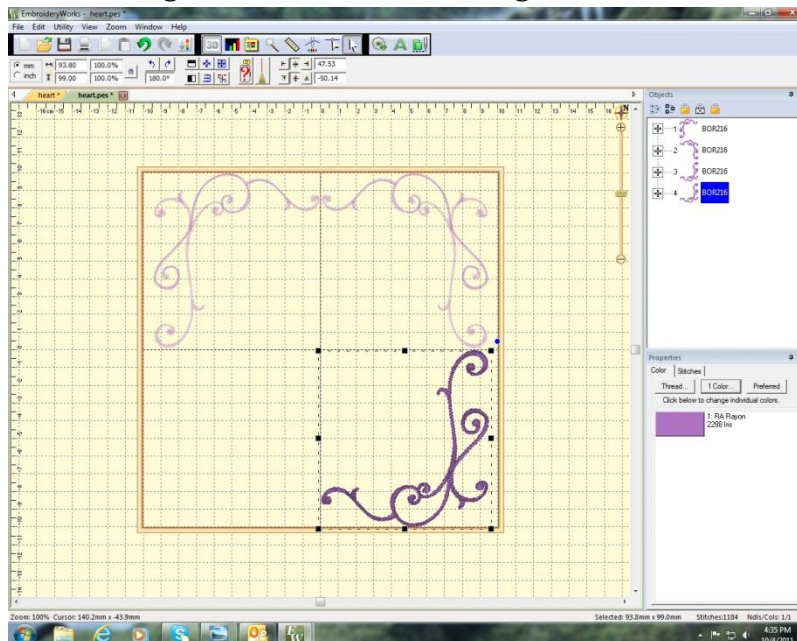 EmbroideryWorks - heart.pes *
File Edit Utility View Zoom Window Help
3D
mm 93.80 100.0% 47.53
inch 99.00 100.0% 180.0° -50.14
heart * heart.pes *
Objects
1 BOR216
2 BOR216
3 BOR216
4 BOR216
Properties
Color Stitches
Thread... 1 Color... Preferred
Click below to change individual colors.
1: RA Rayon
2288 Iris
Zoom: 100% Cursor: 140.2mm x -43.9mm Selected: 93.8mm x 99.0mm Stitches:1184 Ndls/Cols: 1/1
4:35 PM
10/4/2011